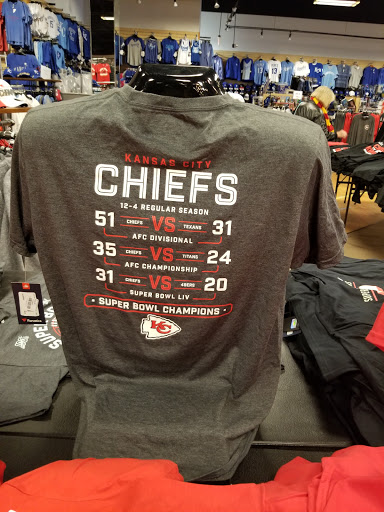 KANSAS CITY
CHIEFS
12-4 REGULAR SEASON
51 CHIEFS VS TEXANS 31
AFC DIVISIONAL
35 CHIEFS VS TITANS 24
AFC CHAMPIONSHIP
31 CHIEFS VS 49ERS 20
SUPER BOWL LIV
• SUPER BOWL CHAMPIONS •
KC